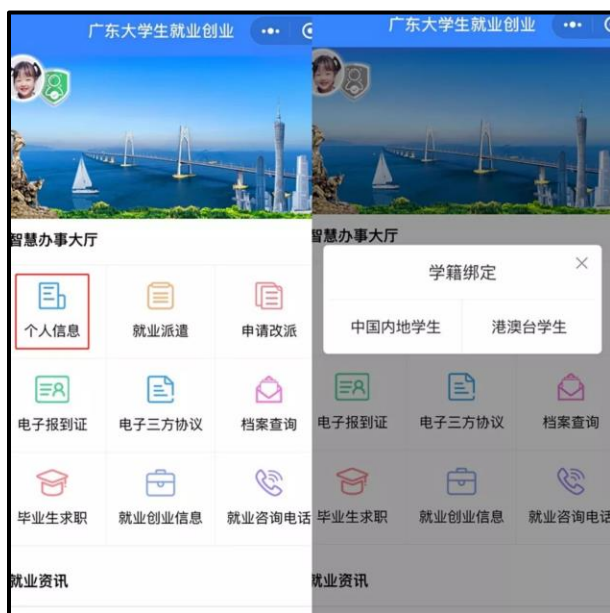 广东大学生就业创业
智慧办事大厅
个人信息
就业派遣
申请改派
电子报到证
电子三方协议
档案查询
毕业生求职
就业创业信息
就业咨询电话
就业资讯
广东大学生就业创业
智慧办事大厅
学籍绑定
中国内地学生
港澳台学生
电子报到证
电子三方协议
档案查询
毕业生求职
就业创业信息
就业咨询电话
就业资讯